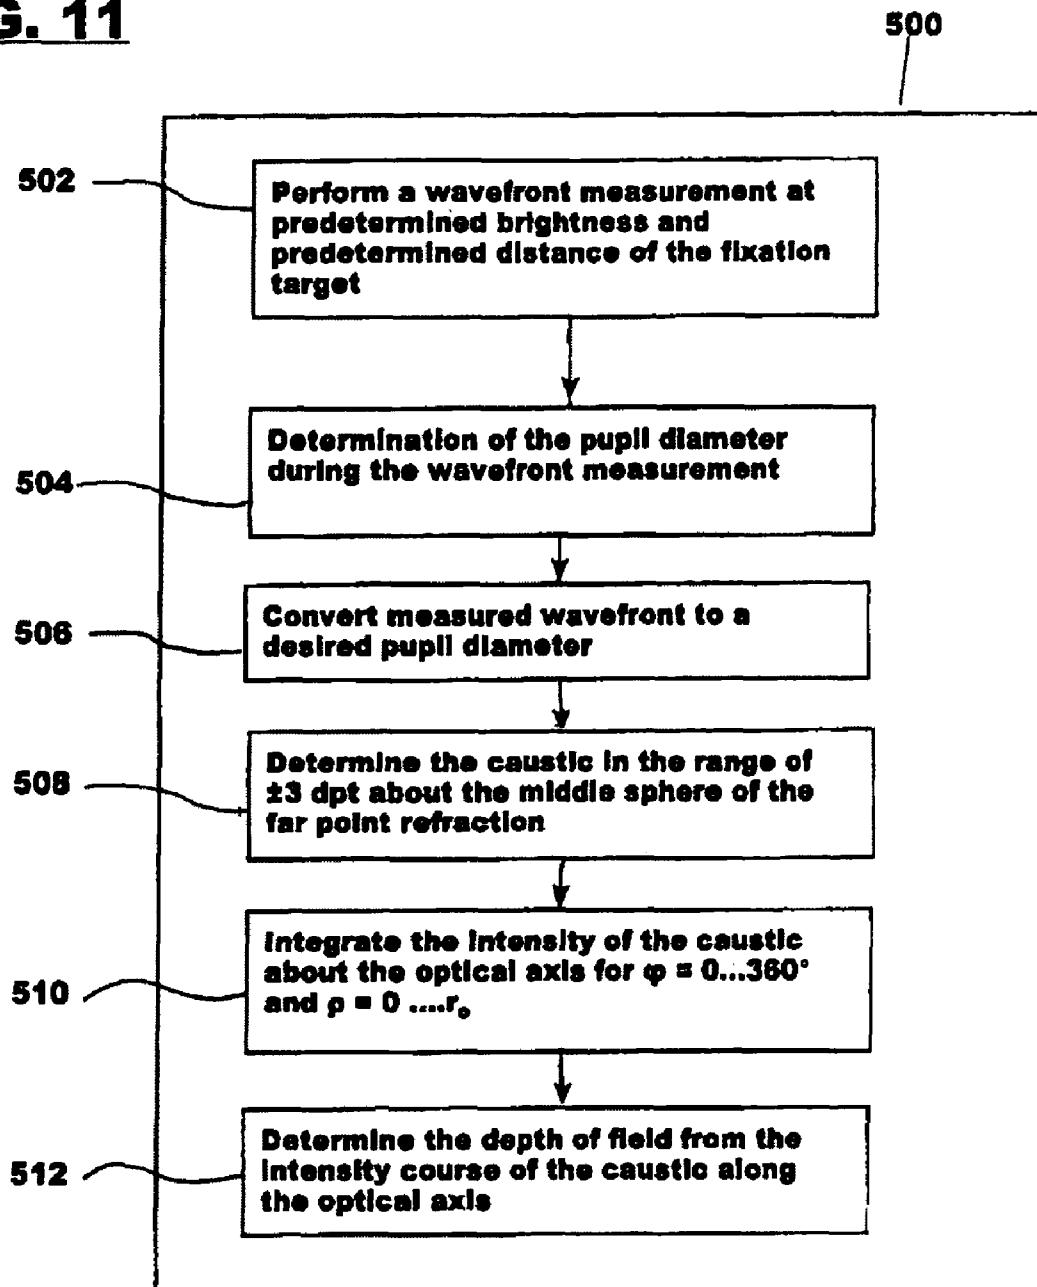 G. 11
500
502
Perform a wavefront measurement at
predetermined brightness and
predetermined distance of the fixation
target
504
Determination of the pupil diameter
during the wavefront measurement
506
Convert measured wavefront to a
desired pupil diameter
508
Determine the caustic in the range of
±3 dpt about the middle sphere of the
far point refraction
510
Integrate the intensity of the caustic
about the optical axis for φ = 0...360°
and ρ = 0 ....r₀
512
Determine the depth of field from the
intensity course of the caustic along
the optical axis